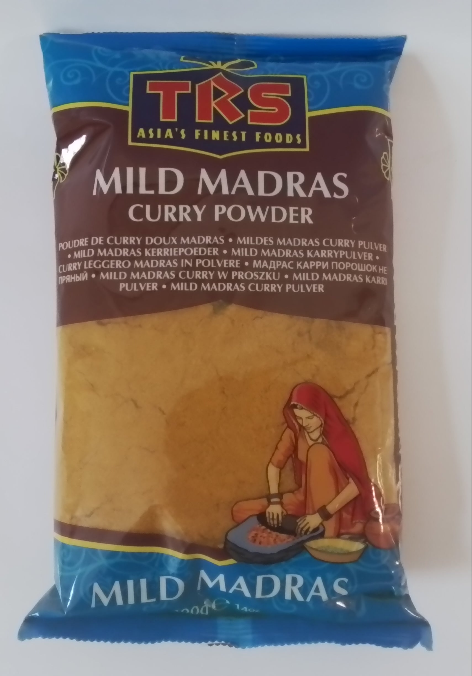 TRS
ASIA'S FINEST FOODS
MILD MADRAS
CURRY POWDER
POUDRE DE CURRY DOUX MADRAS • MILDES MADRAS CURRY PULVER
• MILD MADRAS KERRIEPOEDER • MILD MADRAS KARRYPULVER •
CURRY LEGGERO MADRAS IN POLVERE • МАДРАС КАРРИ ПОРОШОК НЕ
ПРЯНЫЙ • MILD MADRAS CURRY W PROSZKU • MILD MADRAS KARRY
PULVER • MILD MADRAS CURRY PULVER
MILD MADRAS